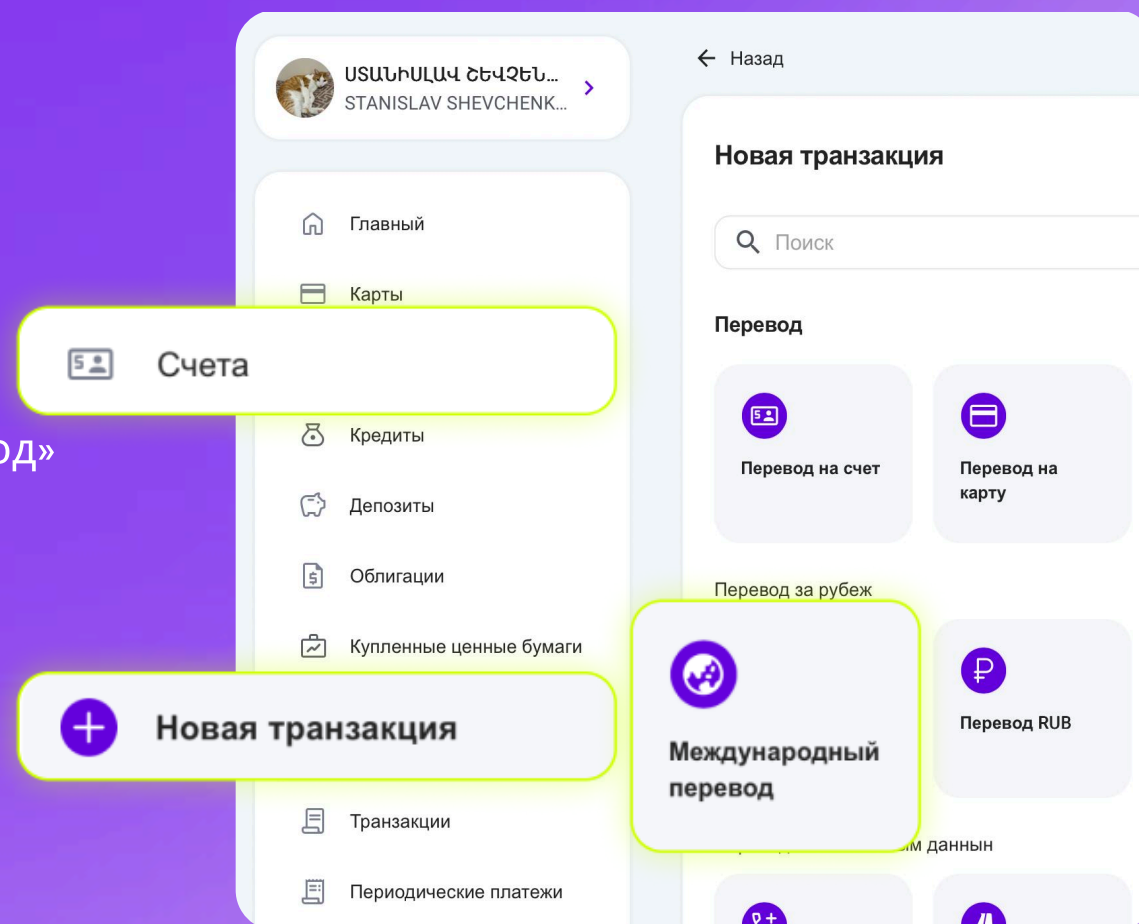 ՍՏԱՆԻՍԼԱՎ ՇԵՎՉԵՆ...
STANISLAV SHEVCHENK...
Главный
Карты
Счета
од»
Кредиты
Депозиты
Облигации
Купленные ценные бумаги
Новая транзакция
Транзакции
Периодические платежи
Назад
Новая транзакция
Поиск
Перевод
Перевод на счет
Перевод на
карту
Перевод за рубеж
Международный
перевод
Перевод RUB
данным